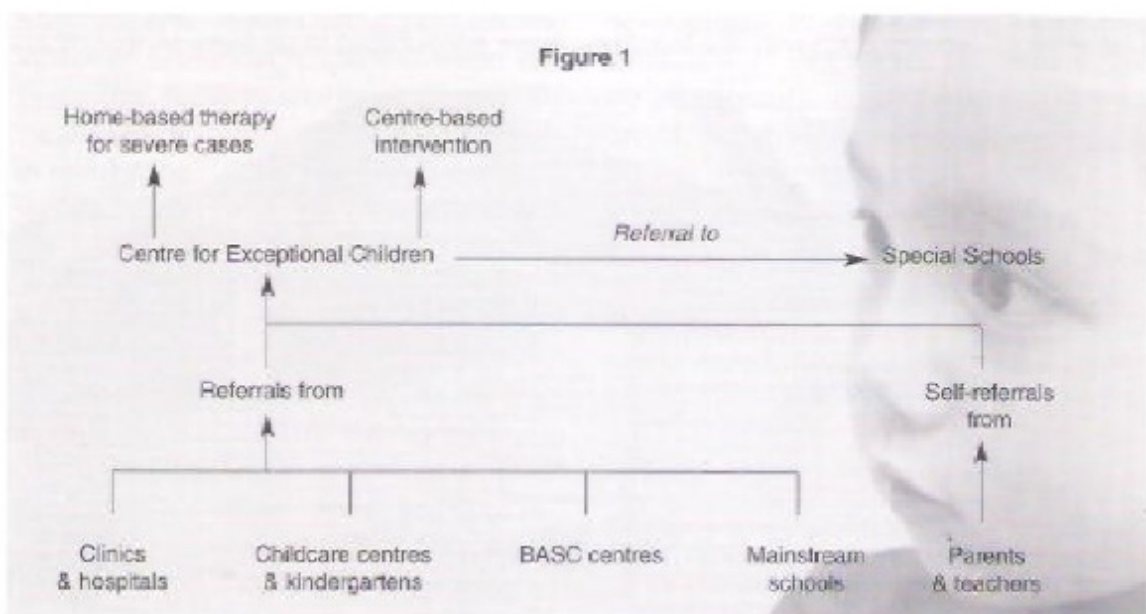 Figure 1
Home-based therapy
for severe cases
Centre-based
intervention
Centre for Exceptional Children
Referral to
Special Schools
Referrals from
Self-referrals
from
Clinics
& hospitals
Childcare centres
& kindergartens
BASC centres
Mainstream
schools
Parents
& teachers